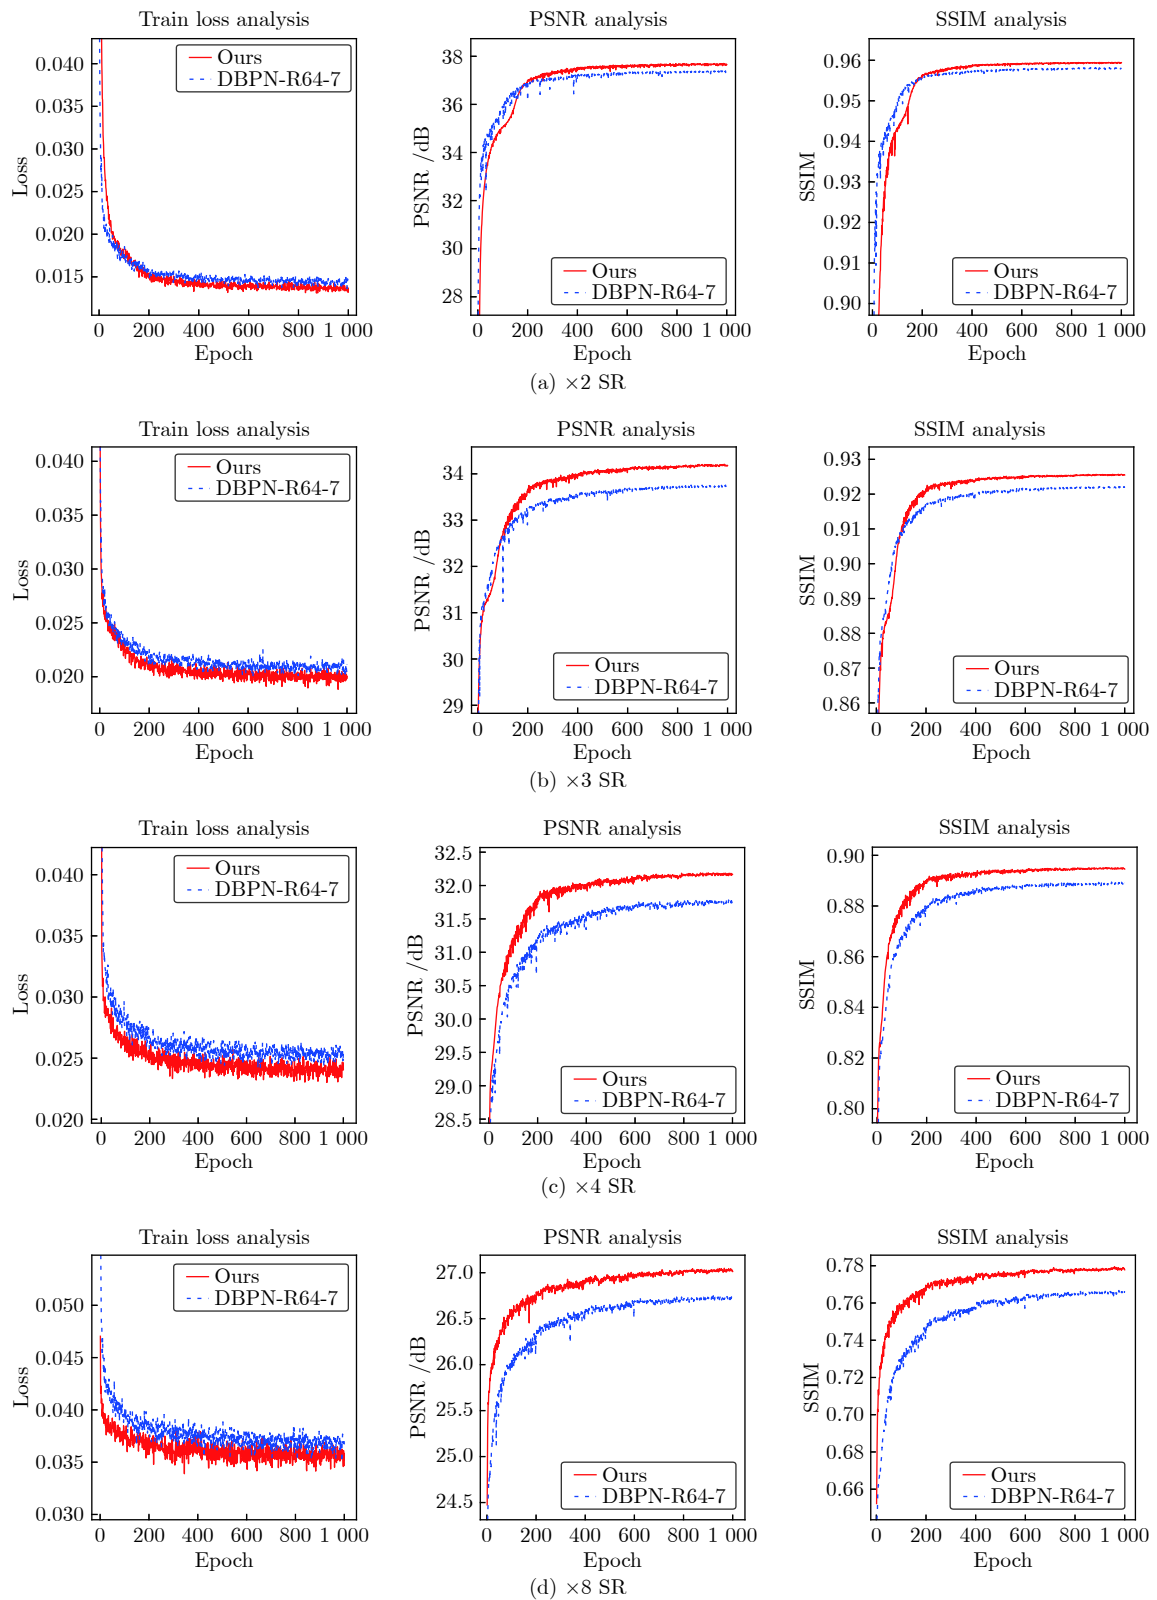 Train loss analysis
0.040
0.035
0.030
0.025
0.020
0.015
Loss
Ours
DBPN-R64-7
0 200 400 600 800 1 000
Epoch
PSNR analysis
38
36
34
32
30
28
PSNR /dB
Ours
DBPN-R64-7
0 200 400 600 800 1 000
Epoch
SSIM analysis
0.96
0.95
0.94
0.93
0.92
0.91
0.90
SSIM
Ours
DBPN-R64-7
0 200 400 600 800 1 000
Epoch
(a) ×2 SR
Train loss analysis
0.040
0.035
0.030
0.025
0.020
Loss
Ours
DBPN-R64-7
0 200 400 600 800 1 000
Epoch
PSNR analysis
34
33
32
31
30
29
PSNR /dB
Ours
DBPN-R64-7
0 200 400 600 800 1 000
Epoch
SSIM analysis
0.93
0.92
0.91
0.90
0.89
0.88
0.87
0.86
SSIM
Ours
DBPN-R64-7
0 200 400 600 800 1 000
Epoch
(b) ×3 SR
Train loss analysis
0.040
0.035
0.030
0.025
0.020
Loss
Ours
DBPN-R64-7
0 200 400 600 800 1 000
Epoch
PSNR analysis
32.5
32.0
31.5
31.0
30.5
30.0
29.5
29.0
28.5
PSNR /dB
Ours
DBPN-R64-7
0 200 400 600 800 1 000
Epoch
SSIM analysis
0.90
0.88
0.86
0.84
0.82
0.80
SSIM
Ours
DBPN-R64-7
0 200 400 600 800 1 000
Epoch
(c) ×4 SR
Train loss analysis
0.050
0.045
0.040
0.035
0.030
Loss
Ours
DBPN-R64-7
0 200 400 600 800 1 000
Epoch
PSNR analysis
27.0
26.5
26.0
25.5
25.0
24.5
PSNR /dB
Ours
DBPN-R64-7
0 200 400 600 800 1 000
Epoch
SSIM analysis
0.78
0.76
0.74
0.72
0.70
0.68
0.66
SSIM
Ours
DBPN-R64-7
0 200 400 600 800 1 000
Epoch
(d) ×8 SR